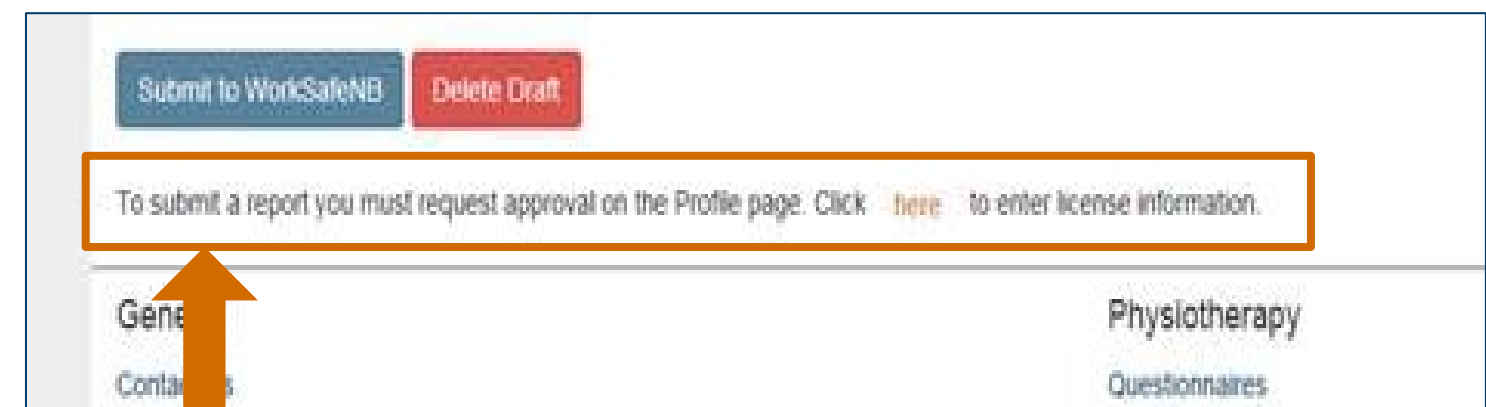 Submit to WorkSafeNB Delete Draft
To submit a report you must request approval on the Profile page. Click here to enter license information.
Physiotherapy
Questionnaires